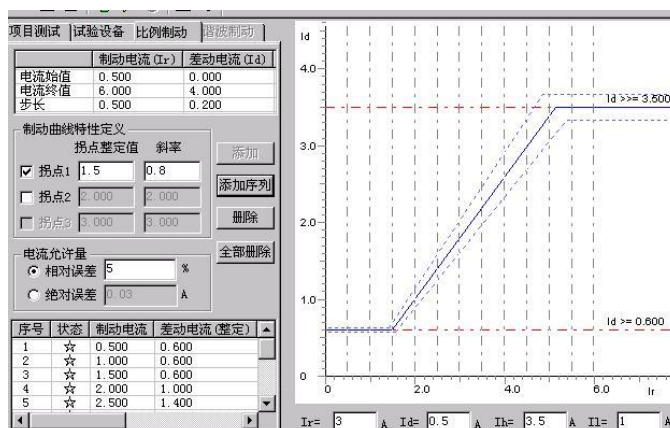 项目测试 试验设备 比例制动 谐波制动
制动电流(Ir) 差动电流(Id)
电流始值 0.500 0.000
电流终值 6.000 4.000
步长 0.500 0.200
制动曲线特性定义
拐点整定值 斜率
拐点1 1.5 0.8
拐点2 2.000 2.000
拐点3 3.000 3.000
添加
添加序列
删除
全部删除
电流允许量
相对误差 5 %
绝对误差 0.03 A
序号 状态 制动电流 差动电流(整定)
1 ☆ 0.500 0.600
2 ☆ 1.000 0.600
3 ☆ 1.500 0.600
4 ☆ 2.000 1.000
5 ☆ 2.500 1.400
Id
4.0
Id >>= 3.500
3.0
2.0
1.0
Id >= 0.600
0
0 2.0 4.0 6.0 Ir
Ir= 3 A Id= 0.5 A Ih= 3.5 A Il= 1 A